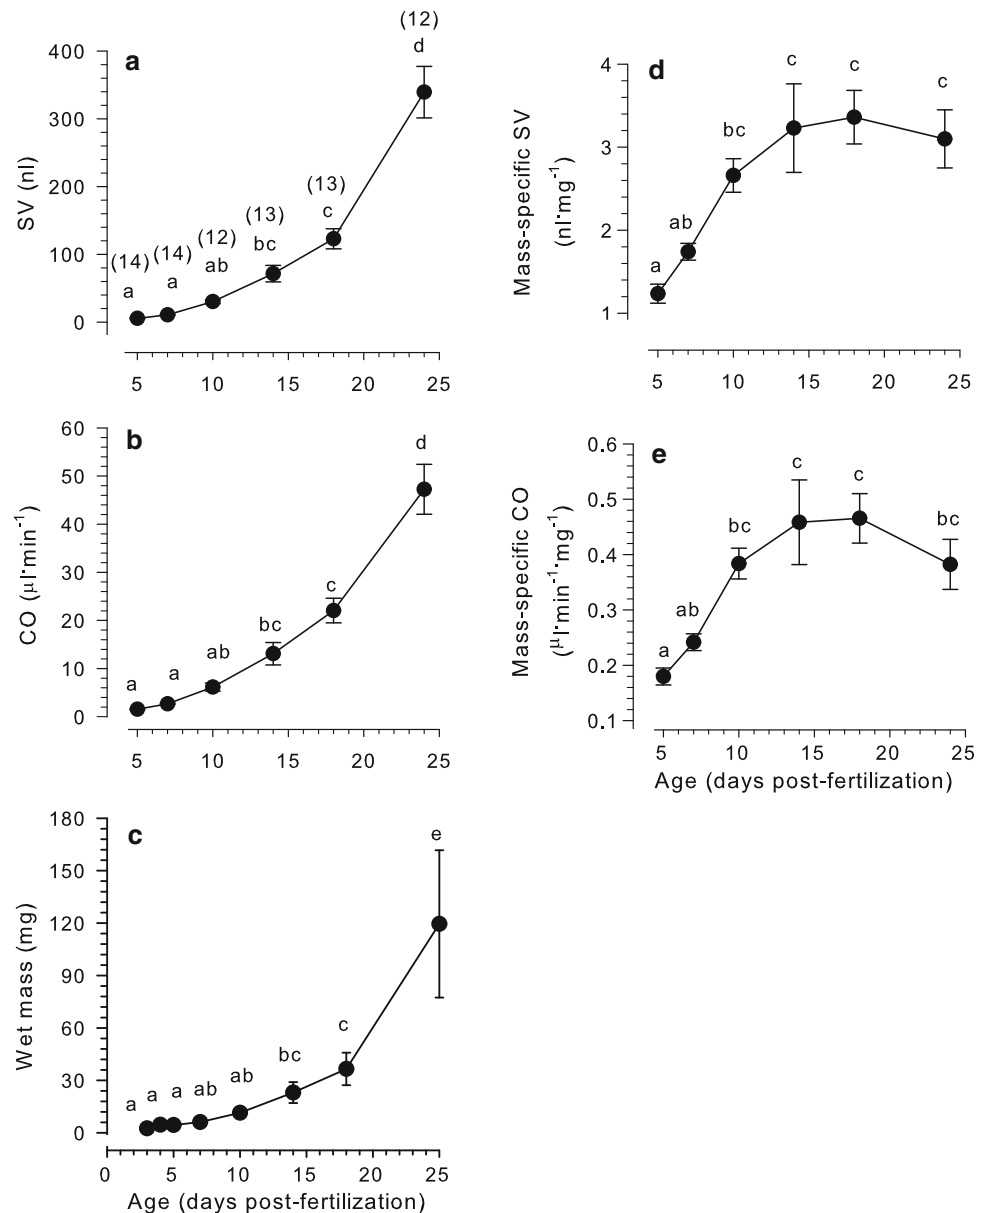 a
SV (nl)
400
300
200
100
0
(14)
a
(14)
a
(12)
ab
(13)
bc
(13)
c
(12)
d
5
10
15
20
25
b
CO (µl·min⁻¹)
60
50
40
30
20
10
0
a
a
ab
bc
c
d
5
10
15
20
25
c
Wet mass (mg)
180
150
120
90
60
30
0
a
a
a
ab
ab
bc
c
e
0
5
10
15
20
25
Age (days post-fertilization)
d
Mass-specific SV
(nl·mg⁻¹)
4
3
2
1
a
ab
bc
c
c
c
5
10
15
20
25
e
Mass-specific CO
(µl·min⁻¹·mg⁻¹)
0.6
0.5
0.4
0.3
0.2
0.1
a
ab
bc
c
c
bc
5
10
15
20
25
Age (days post-fertilization)